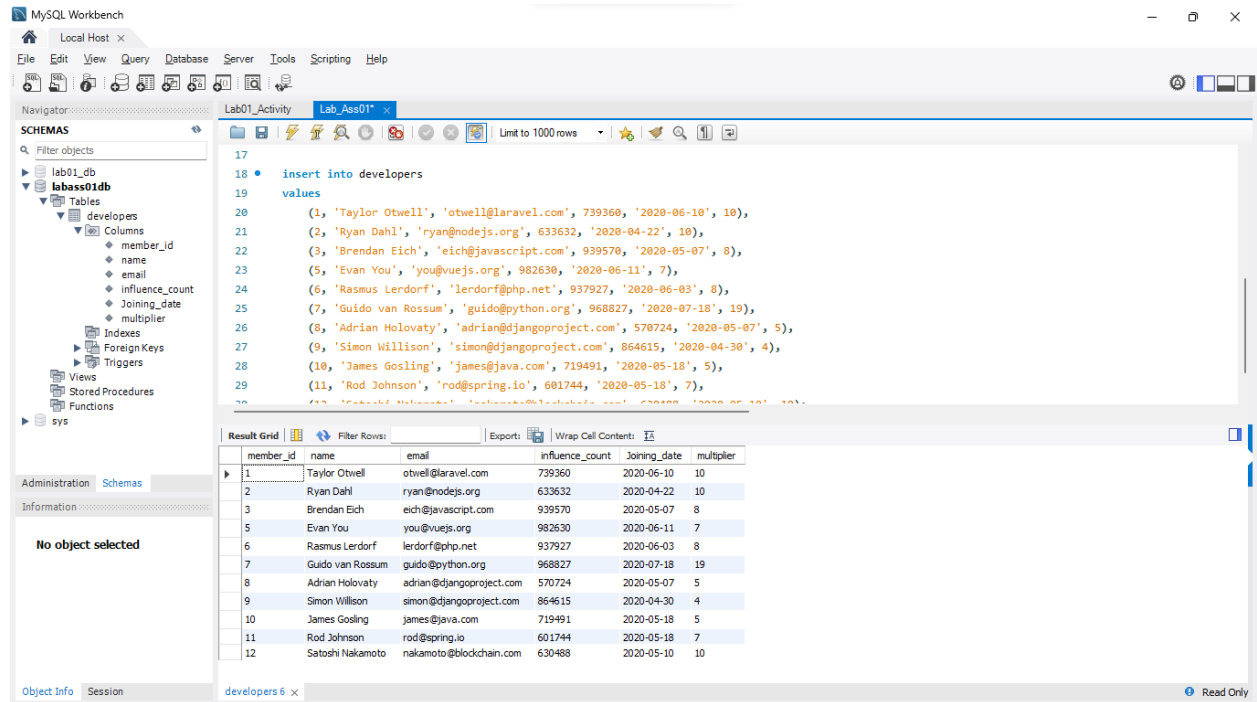 MySQL Workbench
Local Host
File Edit View Query Database Server Tools Scripting Help
Navigator
SCHEMAS
Filter objects
lab01_db
labass01db
Tables
developers
Columns
member_id
name
email
influence_count
Joining_date
multiplier
Indexes
Foreign Keys
Triggers
Views
Stored Procedures
Functions
sys
Administration Schemas
Information
No object selected
Object Info Session
Lab01_Activity Lab_Ass01*
Limit to 1000 rows
17
18 insert into developers
19 values
20 (1, 'Taylor Otwell', 'otwell@laravel.com', 739360, '2020-06-10', 10),
21 (2, 'Ryan Dahl', 'ryan@nodejs.org', 633632, '2020-04-22', 10),
22 (3, 'Brendan Eich', 'eich@javascript.com', 939570, '2020-05-07', 8),
23 (5, 'Evan You', 'you@vuejs.org', 982630, '2020-06-11', 7),
24 (6, 'Rasmus Lerdorf', 'lerdorf@php.net', 937927, '2020-06-03', 8),
25 (7, 'Guido van Rossum', 'guido@python.org', 968827, '2020-07-18', 19),
26 (8, 'Adrian Holovaty', 'adrian@djangoproject.com', 570724, '2020-05-07', 5),
27 (9, 'Simon Willison', 'simon@djangoproject.com', 864615, '2020-04-30', 4),
28 (10, 'James Gosling', 'james@java.com', 719491, '2020-05-18', 5),
29 (11, 'Rod Johnson', 'rod@spring.io', 601744, '2020-05-18', 7),
Result Grid Filter Rows: Export: Wrap Cell Content:
member_id name email influence_count Joining_date multiplier
1 Taylor Otwell otwell@laravel.com 739360 2020-06-10 10
2 Ryan Dahl ryan@nodejs.org 633632 2020-04-22 10
3 Brendan Eich eich@javascript.com 939570 2020-05-07 8
5 Evan You you@vuejs.org 982630 2020-06-11 7
6 Rasmus Lerdorf lerdorf@php.net 937927 2020-06-03 8
7 Guido van Rossum guido@python.org 968827 2020-07-18 19
8 Adrian Holovaty adrian@djangoproject.com 570724 2020-05-07 5
9 Simon Willison simon@djangoproject.com 864615 2020-04-30 4
10 James Gosling james@java.com 719491 2020-05-18 5
11 Rod Johnson rod@spring.io 601744 2020-05-18 7
12 Satoshi Nakamoto nakamoto@blockchain.com 630488 2020-05-10 10
developers 6
Read Only